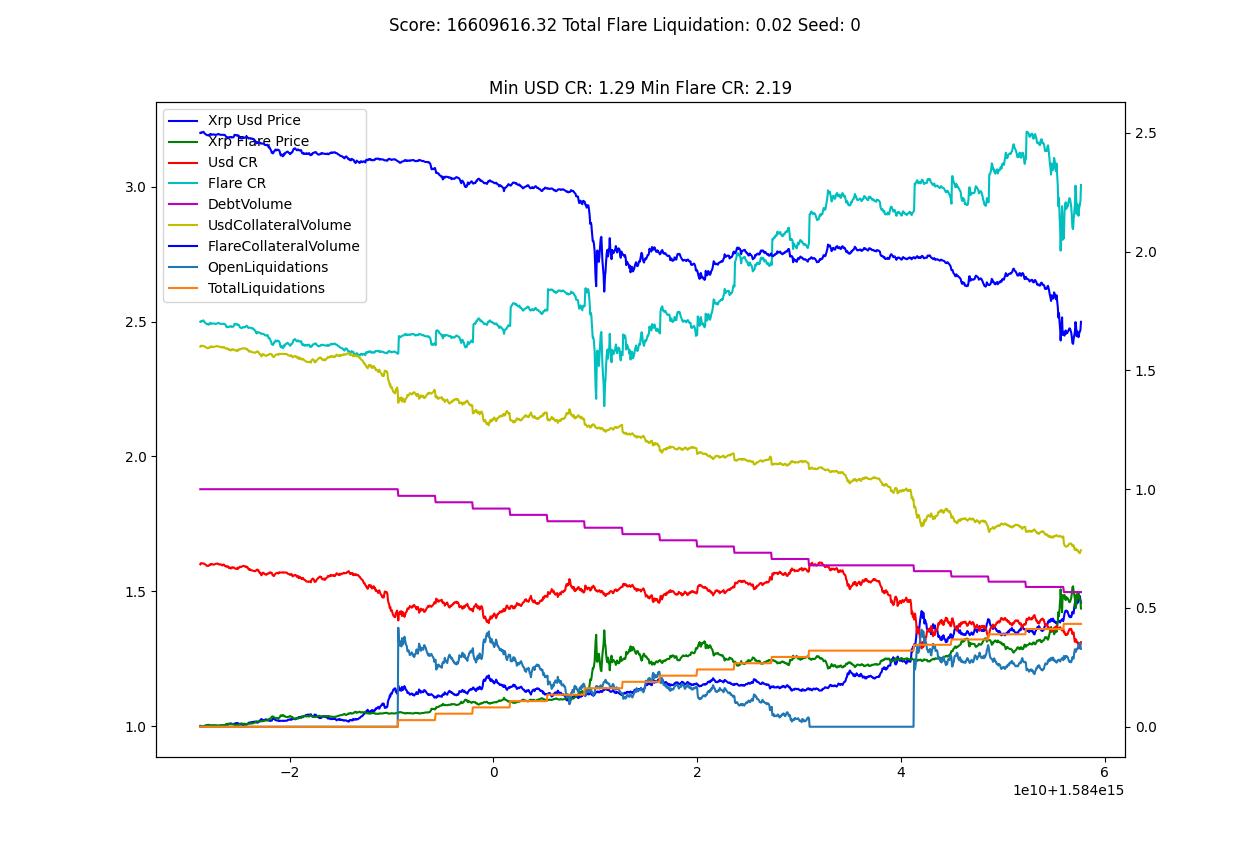 Score: 16609616.32 Total Flare Liquidation: 0.02 Seed: 0
Min USD CR: 1.29 Min Flare CR: 2.19
Xrp Usd Price
Xrp Flare Price
Usd CR
Flare CR
DebtVolume
UsdCollateralVolume
FlareCollateralVolume
OpenLiquidations
TotalLiquidations
3.0
2.5
2.0
1.5
1.0
2.5
2.0
1.5
1.0
0.5
0.0
−2
0
2
4
6
1e10+1.584e15